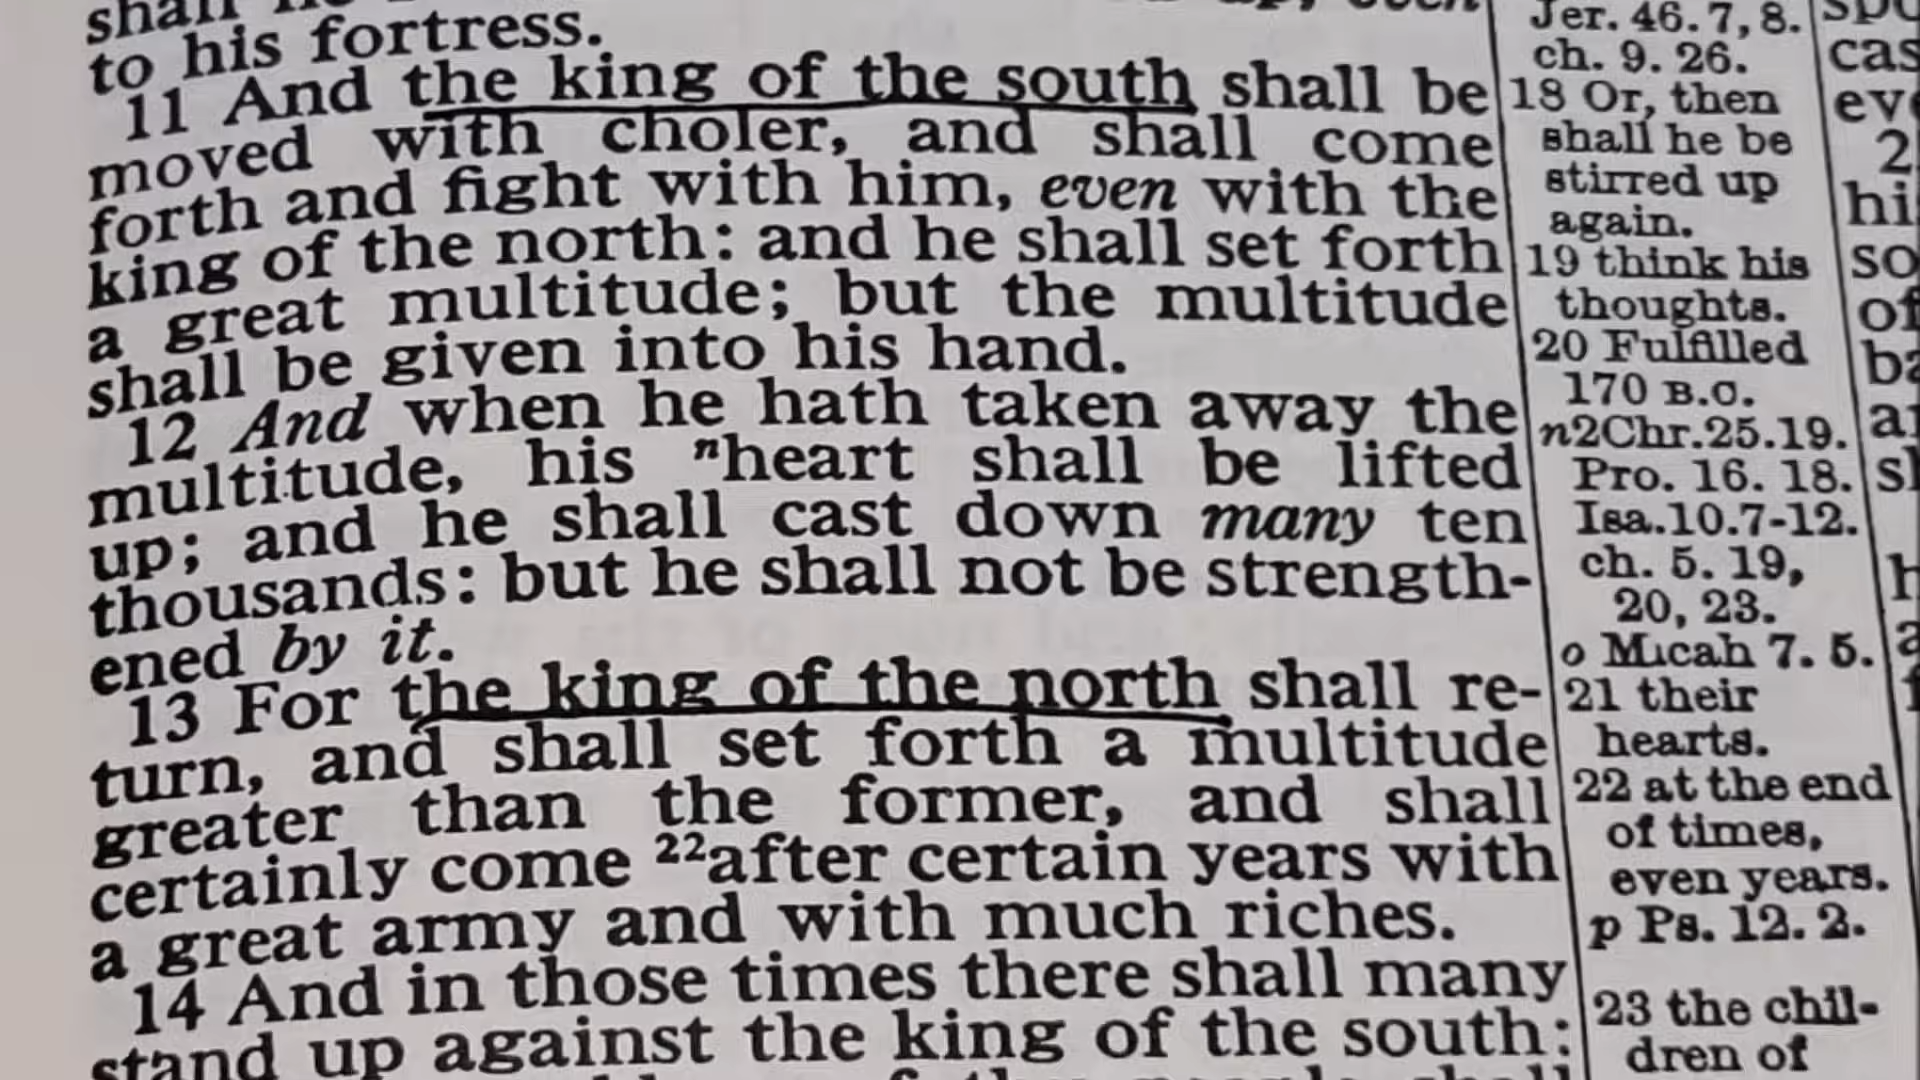 to his fortress.
11 And the king of the south shall be
moved with choler, and shall come
forth and fight with him, even with the
king of the north: and he shall set forth
a great multitude; but the multitude
shall be given into his hand.
12 And when he hath taken away the
multitude, his nheart shall be lifted
up; and he shall cast down many ten
thousands: but he shall not be strength-
ened by it.
13 For the king of the north shall re-
turn, and shall set forth a multitude
greater than the former, and shall
certainly come 22after certain years with
a great army and with much riches.
14 And in those times there shall many
stand up against the king of the south:
Jer. 46. 7, 8.
ch. 9. 26.
18 Or, then
shall he be
stirred up
again.
19 think his
thoughts.
20 Fulfilled
170 B.C.
n2Chr.25.19.
Pro. 16. 18.
Isa.10.7-12.
ch. 5. 19,
20, 23.
o Micah 7. 5.
21 their
hearts.
22 at the end
of times,
even years.
p Ps. 12. 2.
23 the chil-
dren of